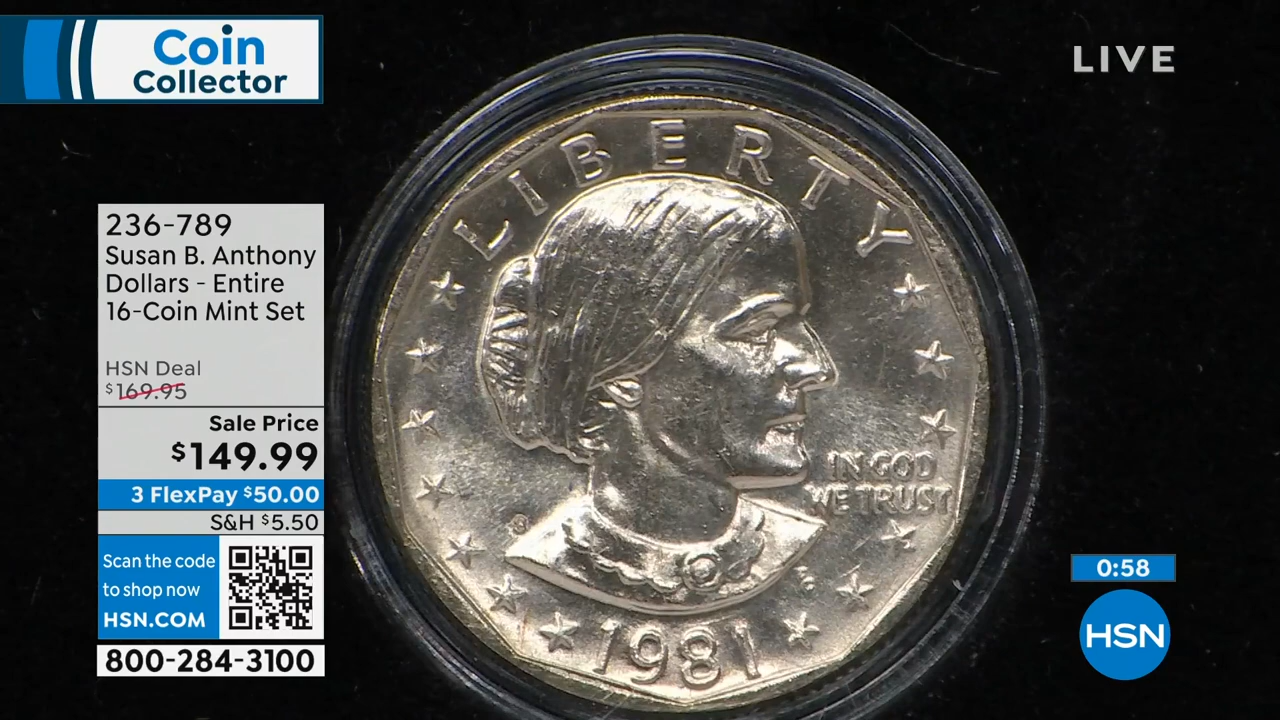 Coin
Collector
LIVE
236-789
Susan B. Anthony
Dollars - Entire
16-Coin Mint Set
HSN Deal
$169.95
Sale Price
$149.99
3 FlexPay $50.00
S&H $5.50
Scan the code
to shop now
HSN.COM
800-284-3100
LIBERTY
IN GOD
WE TRUST
S
1981
0:58
HSN